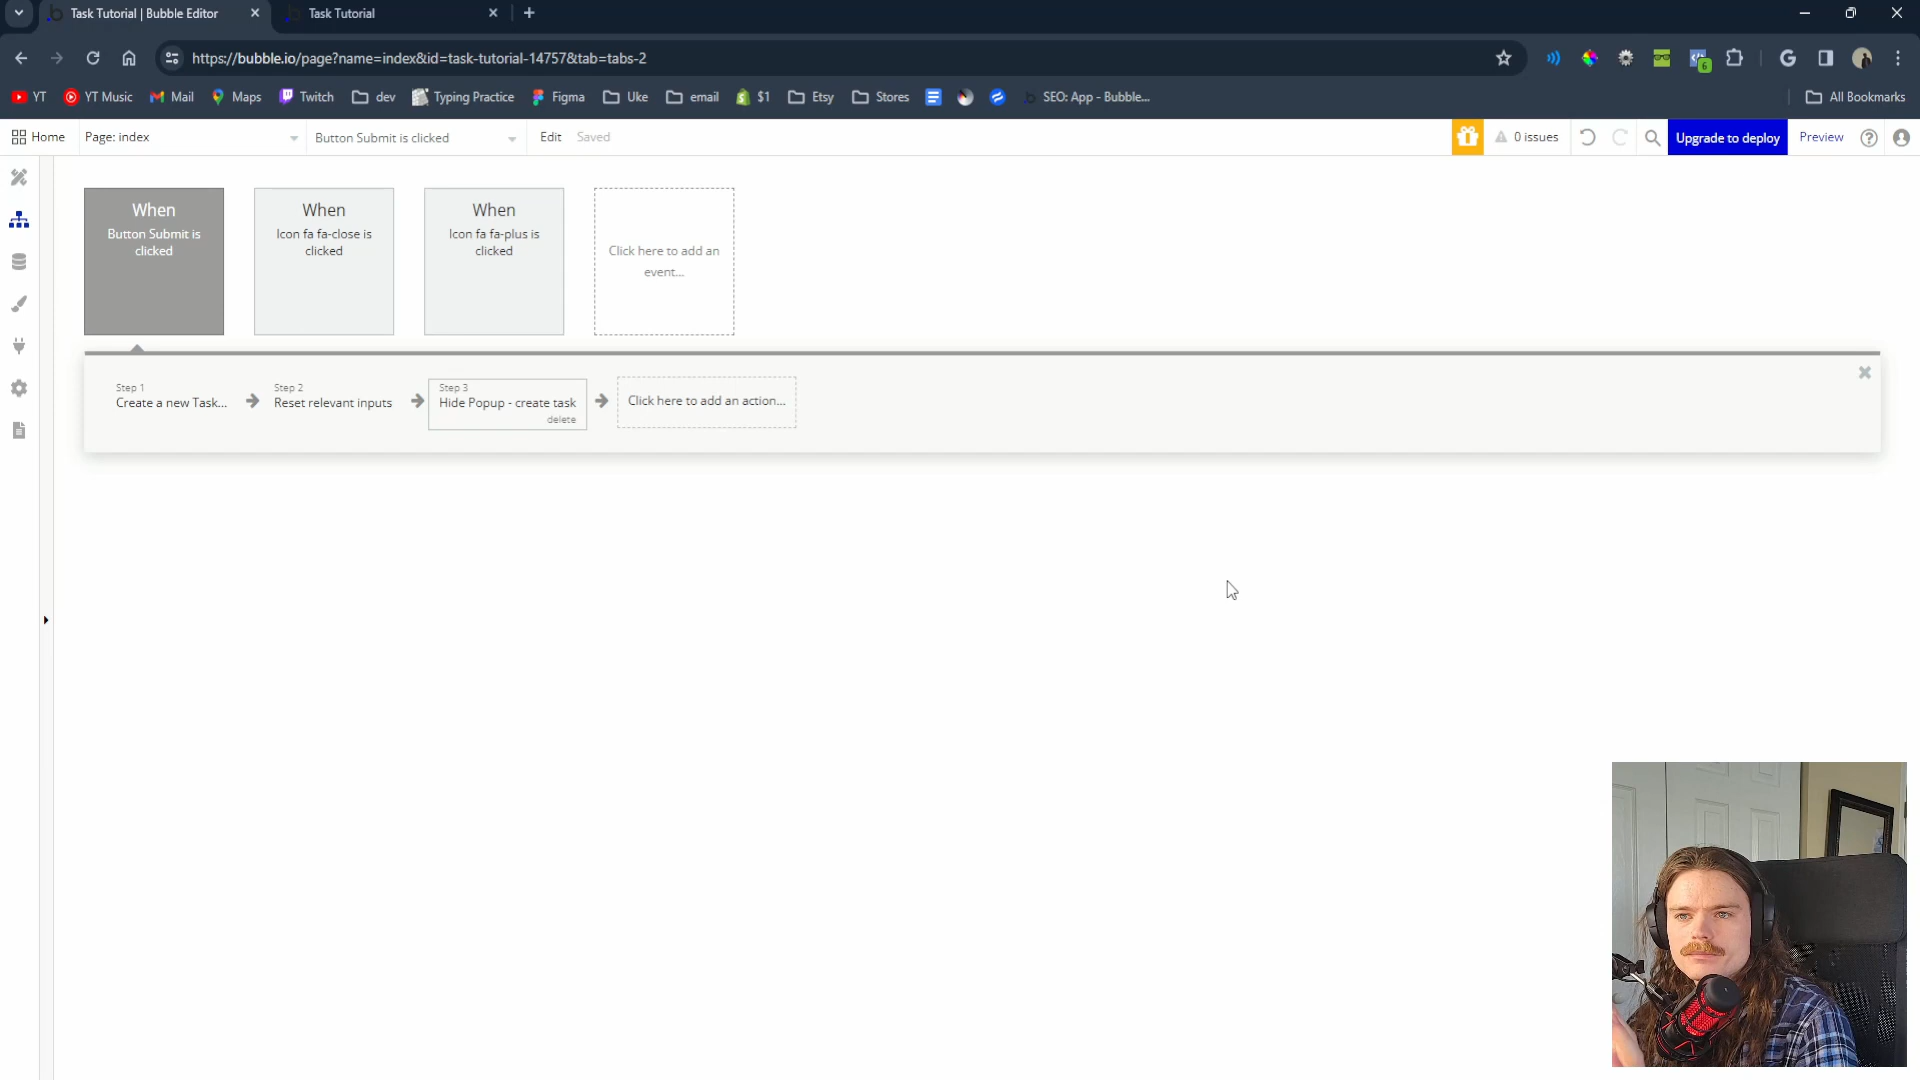 Task Tutorial | Bubble Editor
Task Tutorial
https://bubble.io/page?name=index&id=task-tutorial-14757&tab=tabs-2
6
YT
YT Music
Mail
Maps
Twitch
dev
Typing Practice
Figma
Uke
email
$1
Etsy
Stores
SEO: App - Bubble...
All Bookmarks
Home
Page: index
Button Submit is clicked
Edit
Saved
0 issues
Upgrade to deploy
Preview
When
Button Submit is
clicked
When
Icon fa fa-close is
clicked
When
Icon fa fa-plus is
clicked
Click here to add an
event...
Step 1
Create a new Task...
Step 2
Reset relevant inputs
Step 3
Hide Popup - create task
delete
Click here to add an action...